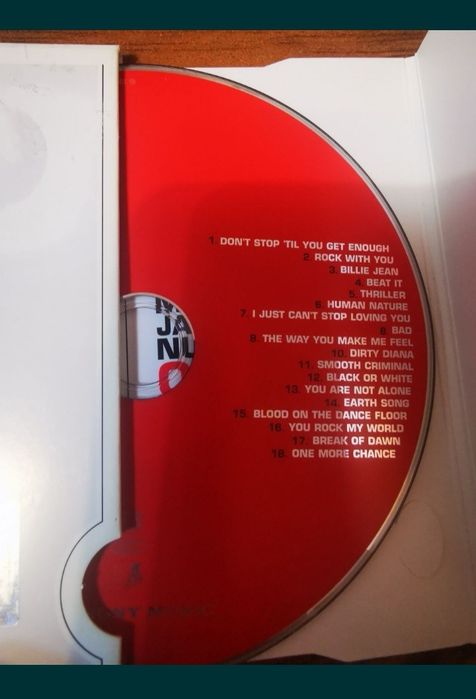 1. DON'T STOP 'TIL YOU GET ENOUGH
2. ROCK WITH YOU
3. BILLIE JEAN
4. BEAT IT
5. THRILLER
6. HUMAN NATURE
7. I JUST CAN'T STOP LOVING YOU
8. BAD
9. THE WAY YOU MAKE ME FEEL
10. DIRTY DIANA
11. SMOOTH CRIMINAL
12. BLACK OR WHITE
13. YOU ARE NOT ALONE
14. EARTH SONG
15. BLOOD ON THE DANCE FLOOR
16. YOU ROCK MY WORLD
17. BREAK OF DAWN
18. ONE MORE CHANCE
JA
NU
MUSIC